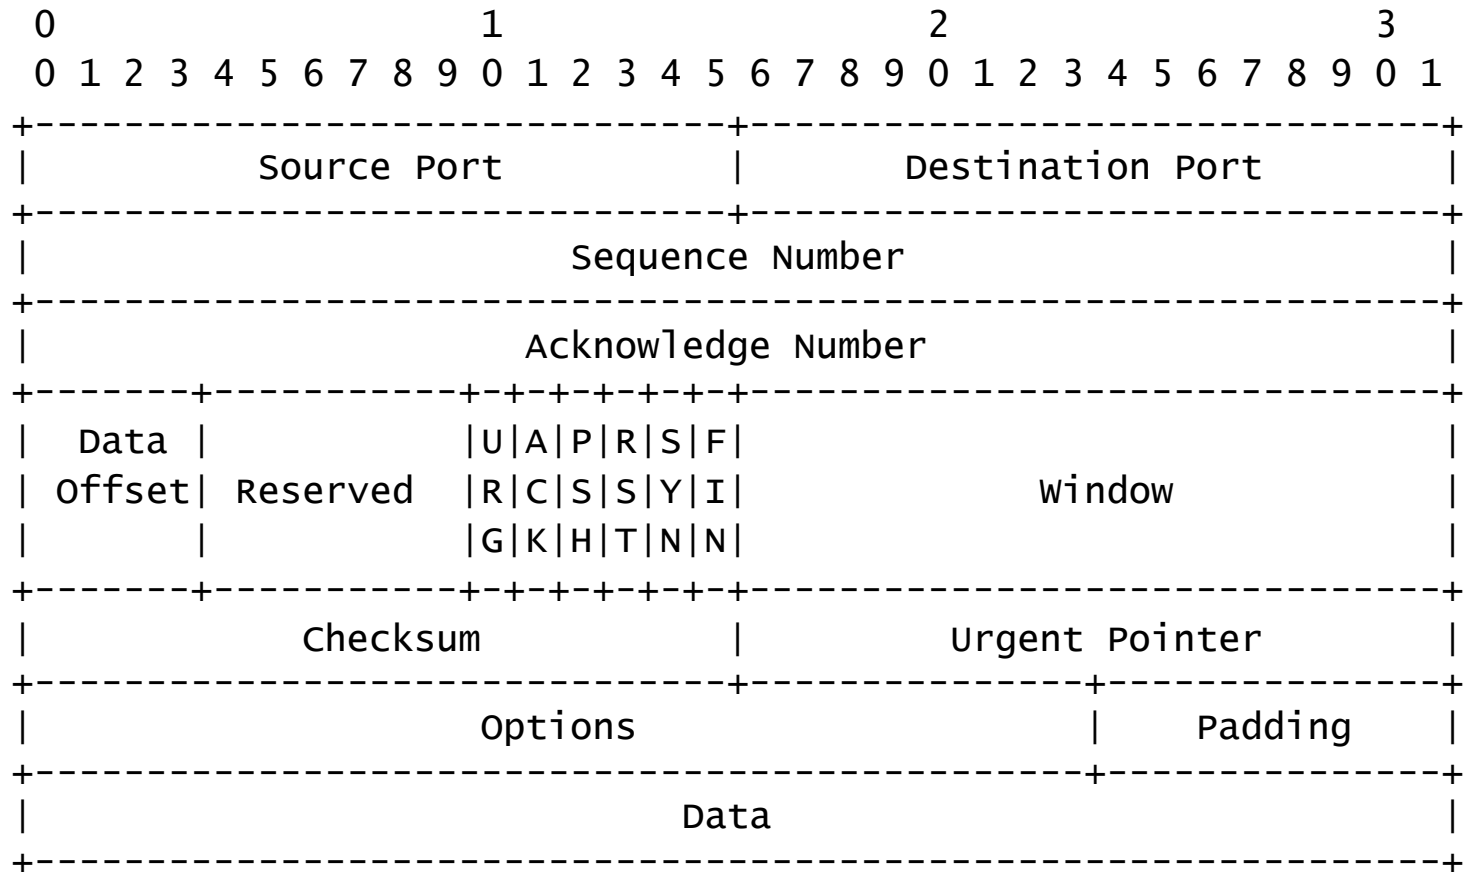 0                   1                   2                   3
 0 1 2 3 4 5 6 7 8 9 0 1 2 3 4 5 6 7 8 9 0 1 2 3 4 5 6 7 8 9 0 1
+-------------------------------+-------------------------------+
|          Source Port          |       Destination Port        |
+-------------------------------+-------------------------------+
|                        Sequence Number                        |
+---------------------------------------------------------------+
|                      Acknowledge Number                       |
+-------+-----------+-+-+-+-+-+-+-------------------------------+
|  Data |           |U|A|P|R|S|F|                               |
| Offset| Reserved  |R|C|S|S|Y|I|             Window            |
|       |           |G|K|H|T|N|N|                               |
+-------+-----------+-+-+-+-+-+-+-------------------------------+
|            Checksum           |         Urgent Pointer        |
+-------------------------------+---------------+---------------+
|                    Options                    |    Padding    |
+-----------------------------------------------+---------------+
|                             Data                              |
+---------------------------------------------------------------+